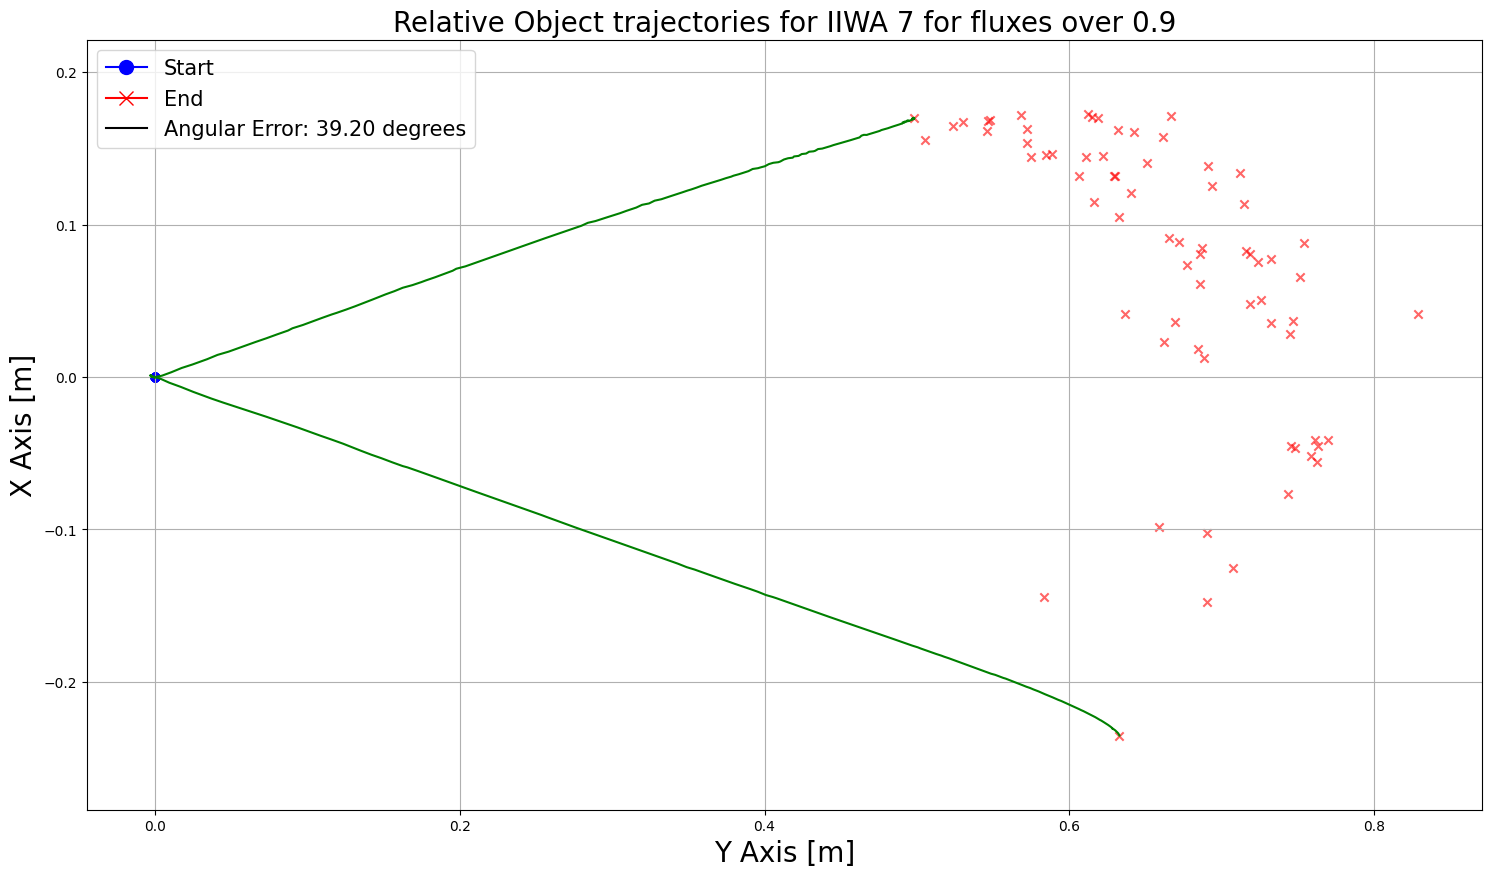 Relative Object trajectories for IIWA 7 for fluxes over 0.9
Start
End
Angular Error: 39.20 degrees
0.2
0.1
0.0
−0.1
−0.2
X Axis [m]
0.0 0.2 0.4 0.6 0.8
Y Axis [m]